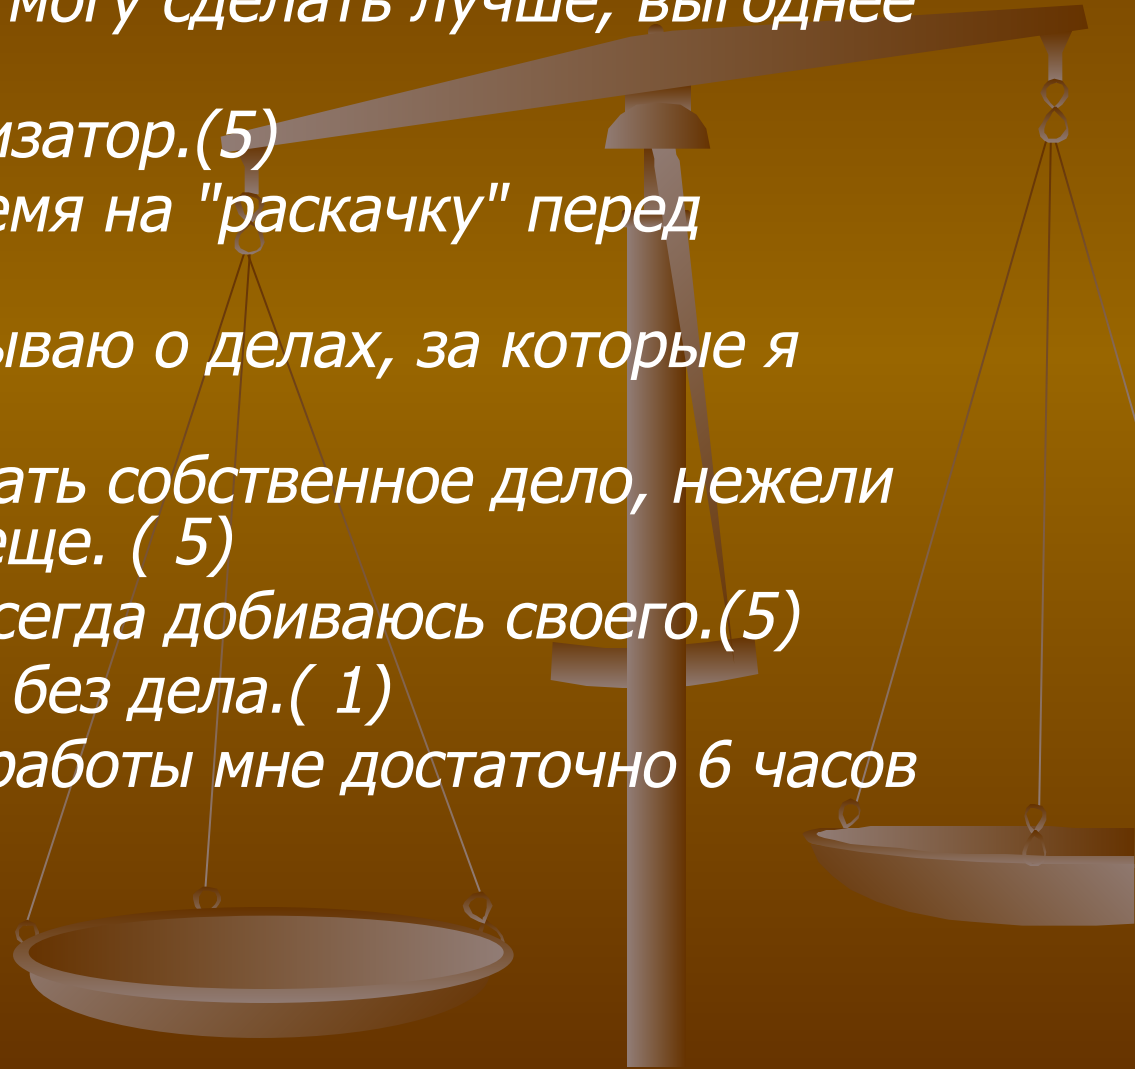 могу сделать лучше, выгоднее
изатор.(5)
емя на "раскачку" перед
ываю о делах, за которые я
ать собственное дело, нежели
еще. ( 5)
сегда добиваюсь своего.(5)
без дела.( 1)
работы мне достаточно 6 часов